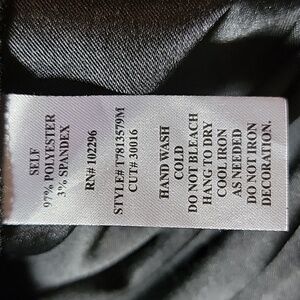 SELF
97% POLYESTER
3% SPANDEX
RN# 102296
STYLE# T7813579M
CUT# 30016
HAND WASH
COLD
DO NOT BLEACH
HANG TO DRY
COOL IRON
AS NEEDED
DO NOT IRON
DECORATION.